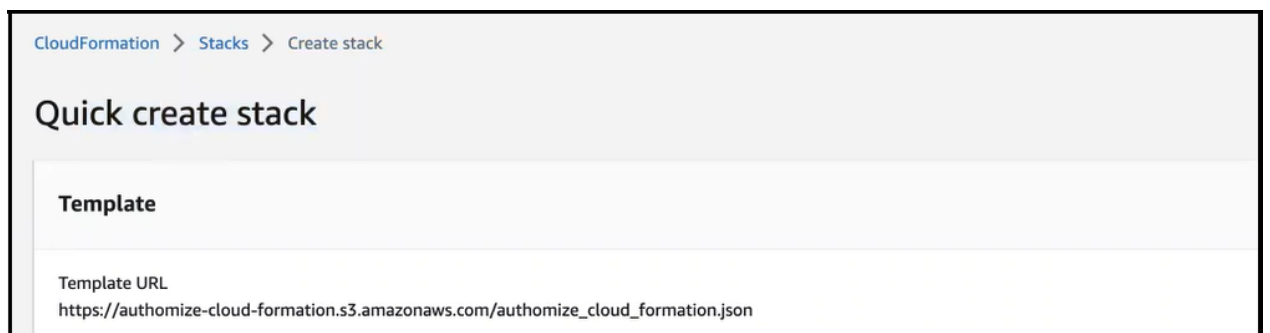 CloudFormation > Stacks > Create stack
Quick create stack
Template
Template URL
https://authomize-cloud-formation.s3.amazonaws.com/authomize_cloud_formation.json